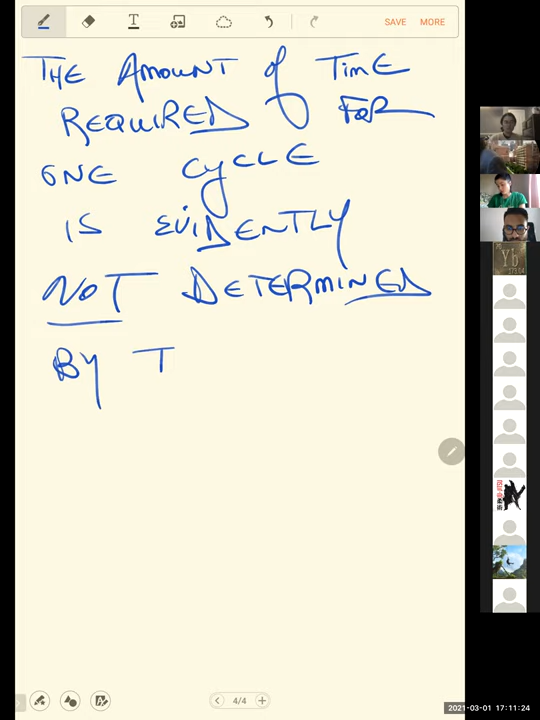 SAVE MORE
THE AMOUNT of TIME
REQUIRED FOR
ONE CYCLE
IS EVIDENTLY
NOT DETERMINED
BY T
Yb
4/4
2021-03-01 17:11:24